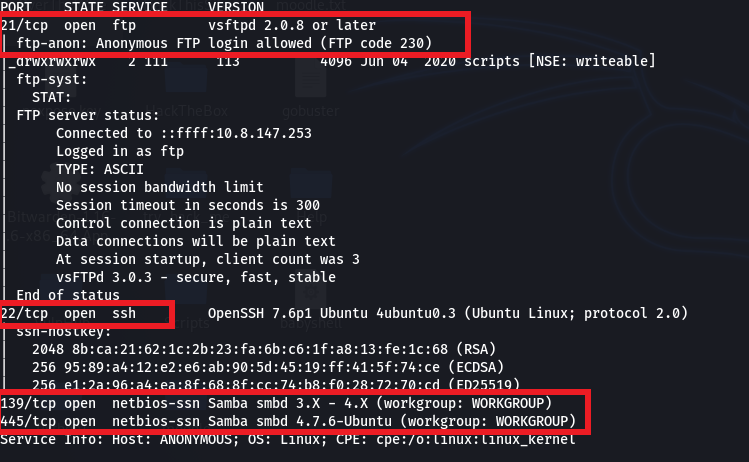 PORT STATE SERVICE VERSION
21/tcp open ftp vsftpd 2.0.8 or later
| ftp-anon: Anonymous FTP login allowed (FTP code 230)
|_drwxrwxrwx 2 111 113 4096 Jun 04 2020 scripts [NSE: writeable]
| ftp-syst:
| STAT:
| FTP server status:
| Connected to ::ffff:10.8.147.253
| Logged in as ftp
| TYPE: ASCII
| No session bandwidth limit
| Session timeout in seconds is 300
| Control connection is plain text
| Data connections will be plain text
| At session startup, client count was 3
| vsFTPd 3.0.3 - secure, fast, stable
| End of status
22/tcp open ssh OpenSSH 7.6p1 Ubuntu 4ubuntu0.3 (Ubuntu Linux; protocol 2.0)
| ssh-hostkey:
| 2048 8b:ca:21:62:1c:2b:23:fa:6b:c6:1f:a8:13:fe:1c:68 (RSA)
| 256 95:89:a4:12:e2:e6:ab:90:5d:45:19:ff:41:5f:74:ce (ECDSA)
| 256 e1:2a:96:a4:ea:8f:68:8f:cc:74:b8:f0:28:72:70:cd (ED25519)
139/tcp open netbios-ssn Samba smbd 3.X - 4.X (workgroup: WORKGROUP)
445/tcp open netbios-ssn Samba smbd 4.7.6-Ubuntu (workgroup: WORKGROUP)
Service Info: Host: ANONYMOUS; OS: Linux; CPE: cpe:/o:linux:linux_kernel
moodle.txt
HackTheBox
gobuster